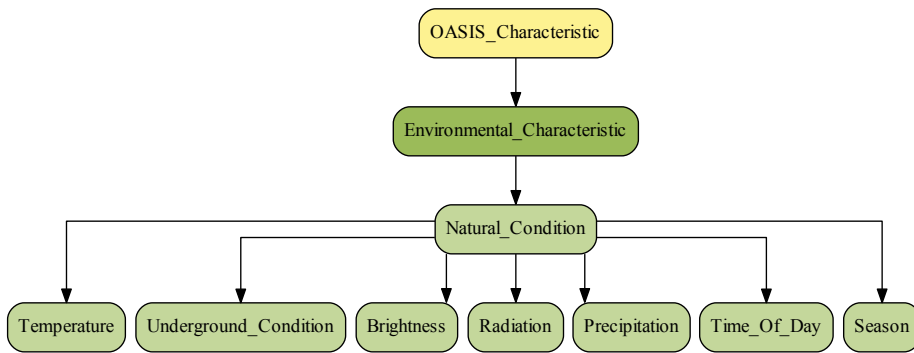 OASIS_Characteristic
Environmental_Characteristic
Natural_Condition
Temperature
Underground_Condition
Brightness
Radiation
Precipitation
Time_Of_Day
Season